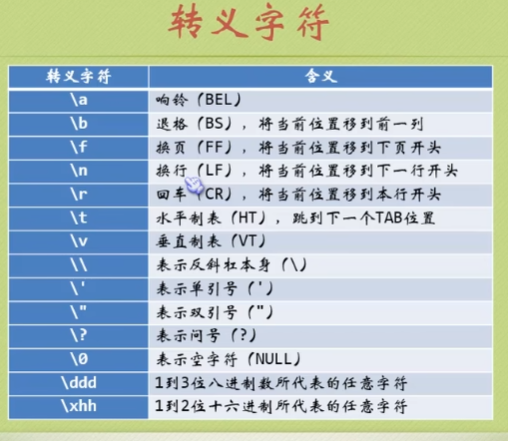 转义字符
转义字符 含义
\a 响铃（BEL）
\b 退格（BS），将当前位置移到前一列
\f 换页（FF），将当前位置移到下页开头
\n 换行（LF），将当前位置移到下一行开头
\r 回车（CR），将当前位置移到本行开头
\t 水平制表（HT），跳到下一个TAB位置
\v 垂直制表（VT）
\\ 表示反斜杠本身（\）
\' 表示单引号（'）
\" 表示双引号（"）
\? 表示问号（?）
\0 表示空字符（NULL）
\ddd 1到3位八进制数所代表的任意字符
\xhh 1到2位十六进制所代表的任意字符